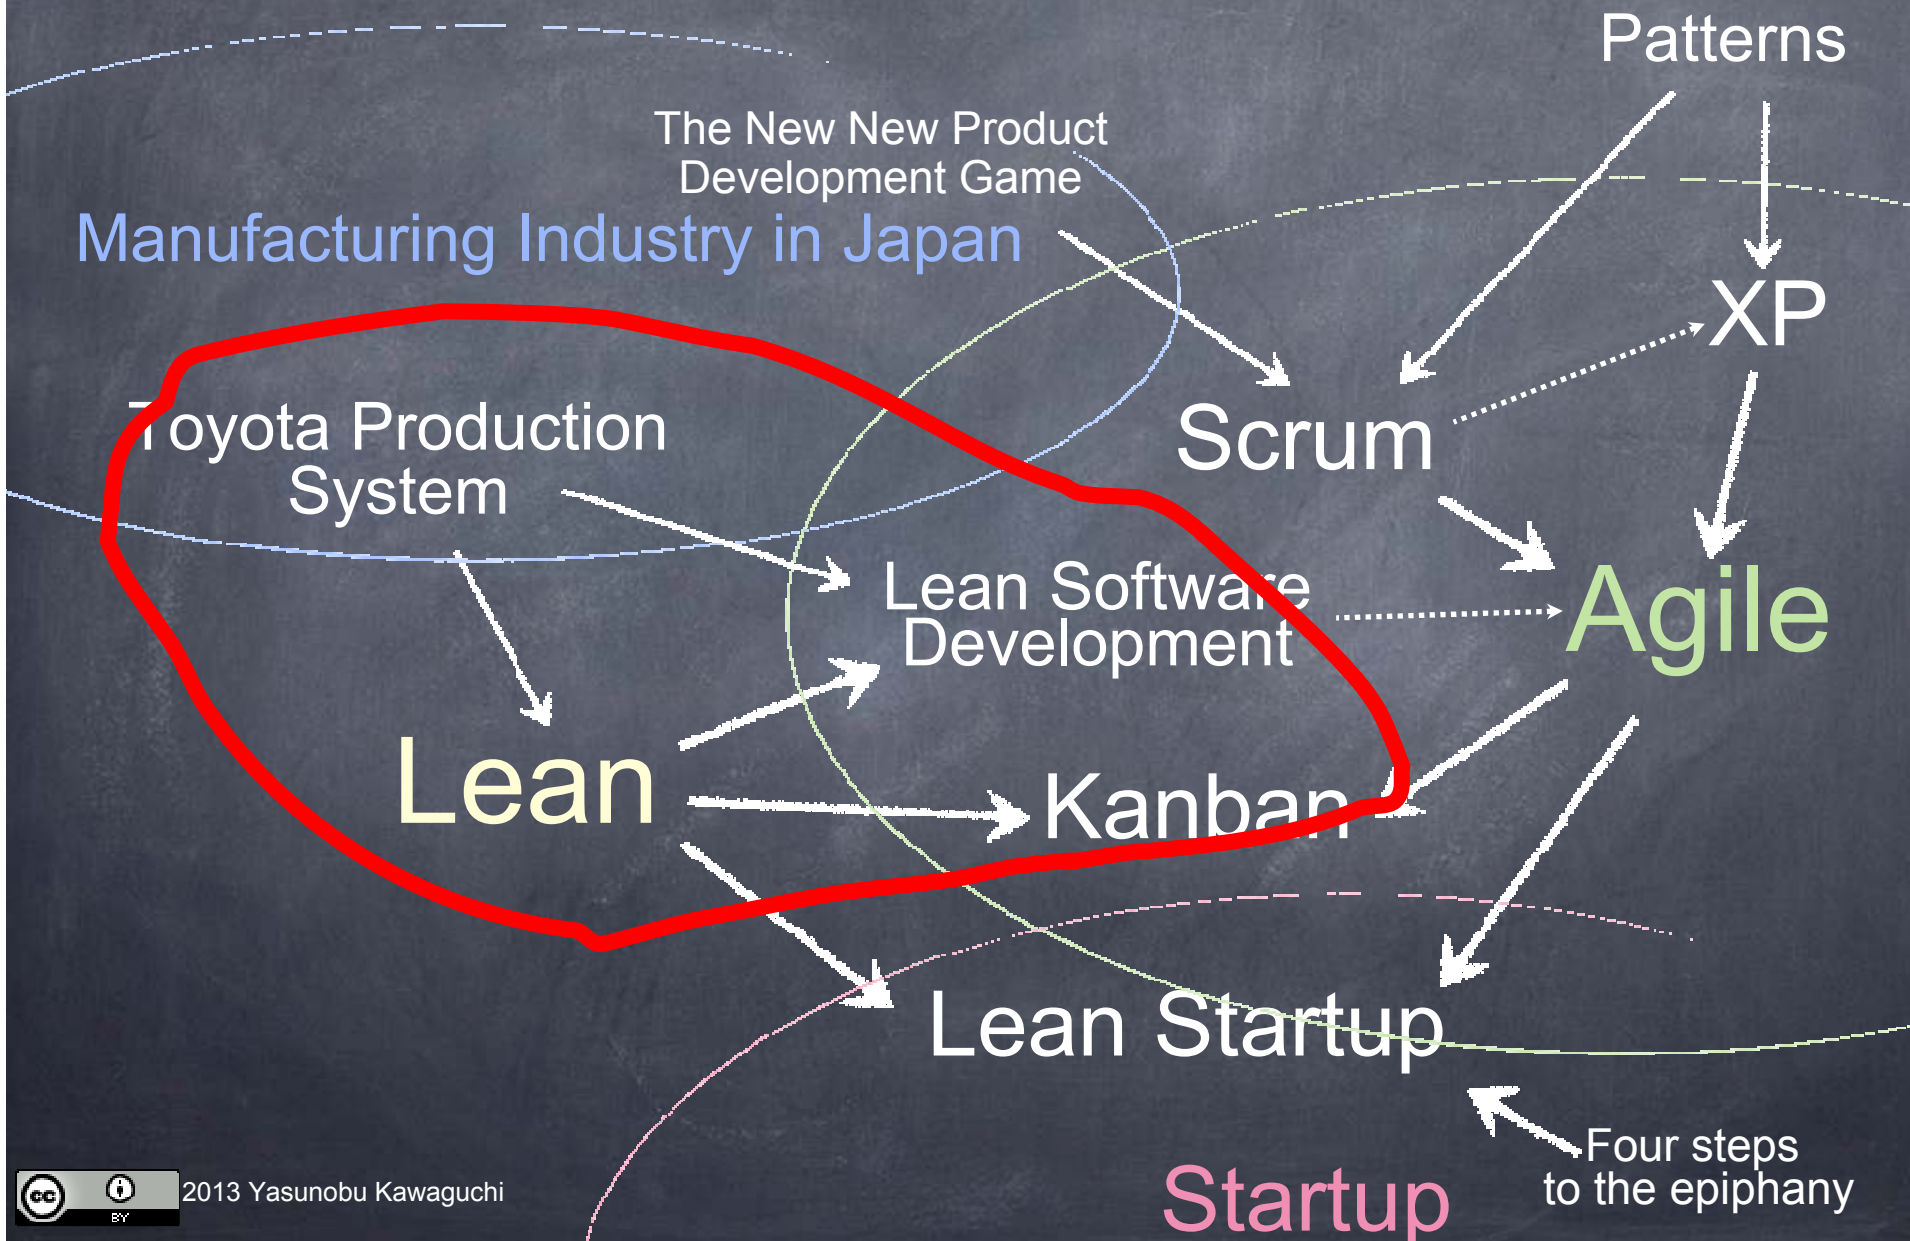 Patterns
The New New Product
Development Game
Manufacturing Industry in Japan
XP
Toyota Production
System
Scrum
Lean Software
Development
Agile
Lean
Kanban
Lean Startup
Four steps
to the epiphany
Startup
cc
BY
2013 Yasunobu Kawaguchi